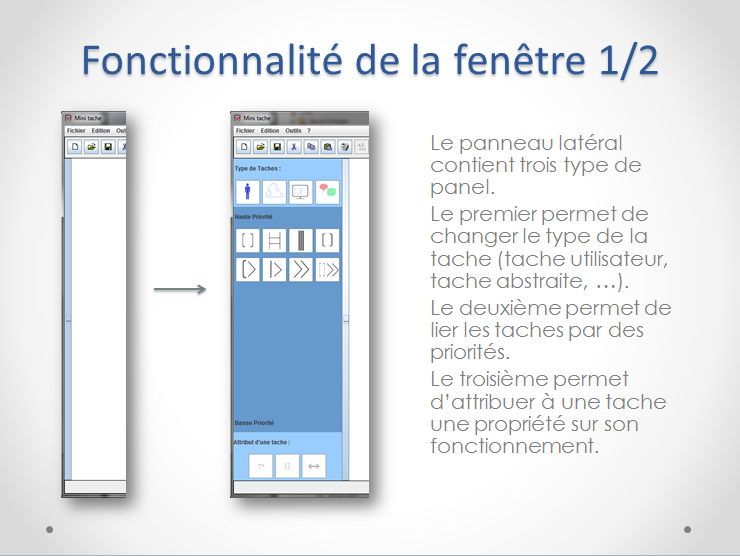 Fonctionnalité de la fenêtre 1/2
Mini tache
Fichier Edition Out
Mini tache
Fichier Edition Outils ?
Type de Taches :
Haute Priorité
Basse Priorité
Attribut d'une tache :
Le panneau latéral
contient trois type de
panel.
Le premier permet de
changer le type de la
tache (tache utilisateur,
tache abstraite, …).
Le deuxième permet de
lier les taches par des
priorités.
Le troisième permet
d'attribuer à une tache
une propriété sur son
fonctionnement.